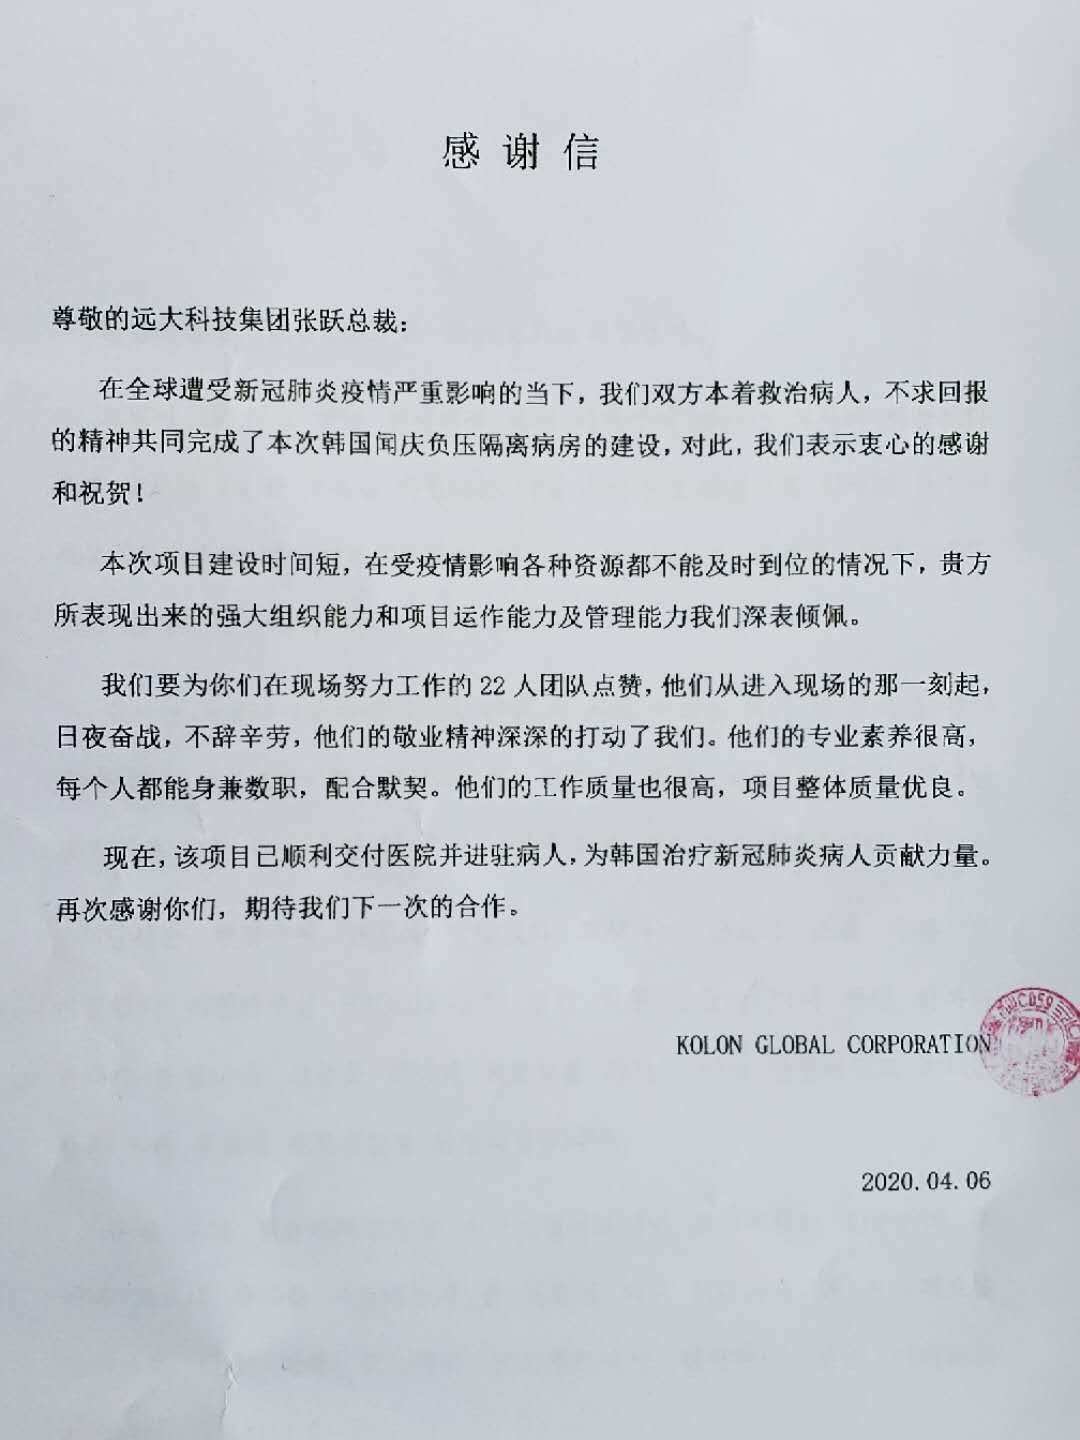 感谢信
尊敬的远大科技集团张跃总裁：
在全球遭受新冠肺炎疫情严重影响的当下，我们双方本着救治病人，不求回报
的精神共同完成了本次韩国闻庆负压隔离病房的建设，对此，我们表示衷心的感谢
和祝贺！
本次项目建设时间短，在受疫情影响各种资源都不能及时到位的情况下，贵方
所表现出来的强大组织能力和项目运作能力及管理能力我们深表倾佩。
我们要为你们在现场努力工作的 22 人团队点赞，他们从进入现场的那一刻起，
日夜奋战，不辞辛劳，他们的敬业精神深深的打动了我们。他们的专业素养很高，
每个人都能身兼数职，配合默契。他们的工作质量也很高，项目整体质量优良。
现在，该项目已顺利交付医院并进驻病人，为韩国治疗新冠肺炎病人贡献力量。
再次感谢你们，期待我们下一次的合作。
KOLON GLOBAL CORPORATION
2020.04.06